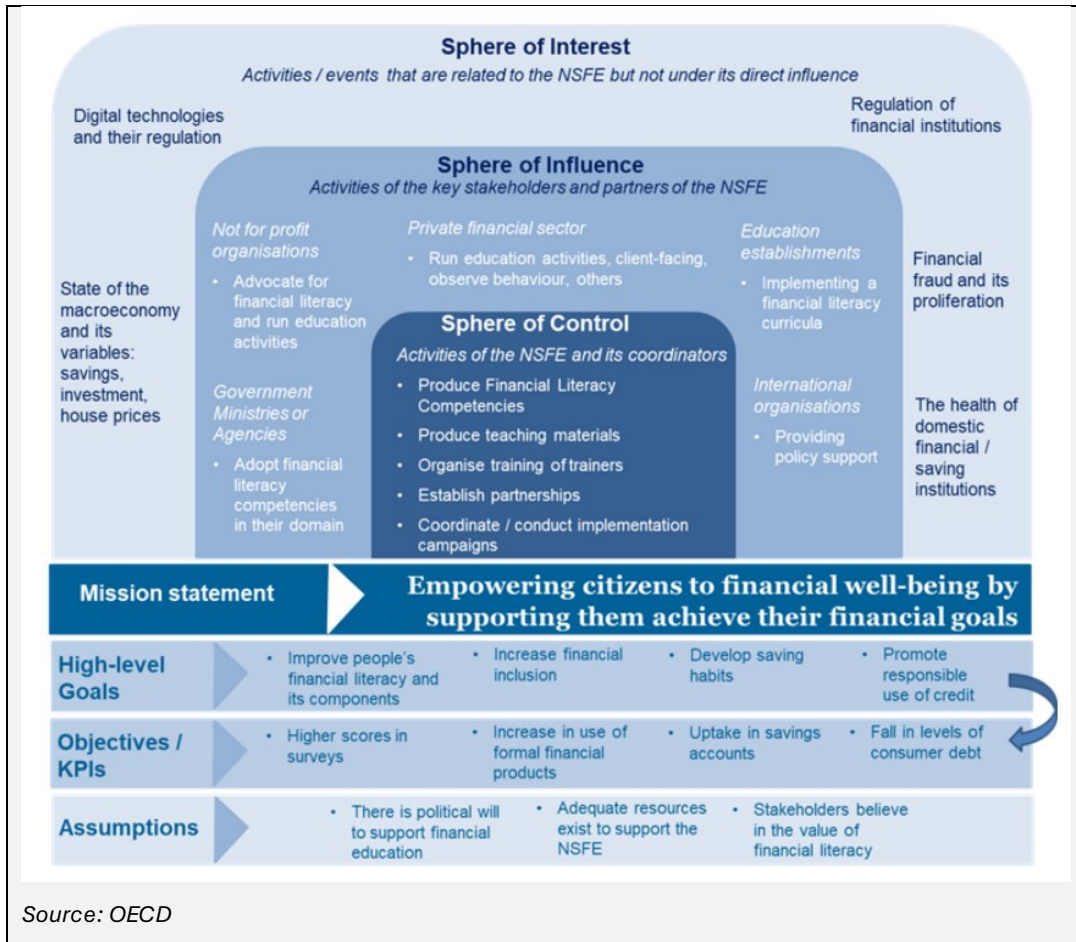 Sphere of Interest
Activities / events that are related to the NSFE but not under its direct influence
Digital technologies
and their regulation
Regulation of
financial institutions
Sphere of Influence
Activities of the key stakeholders and partners of the NSFE
Not for profit
organisations
• Advocate for
financial literacy
and run education
activities
Private financial sector
• Run education activities, client-facing,
observe behaviour, others
Education
establishments
• Implementing a
financial literacy
curricula
State of the
macroeconomy
and its
variables:
savings,
investment,
house prices
Financial
fraud and its
proliferation
Sphere of Control
Activities of the NSFE and its coordinators
• Produce Financial Literacy
Competencies
• Produce teaching materials
• Organise training of trainers
• Establish partnerships
• Coordinate / conduct implementation
campaigns
Government
Ministries or
Agencies
• Adopt financial
literacy
competencies
in their domain
International
organisations
• Providing
policy support
The health of
domestic
financial /
saving
institutions
Mission statement
Empowering citizens to financial well-being by
supporting them achieve their financial goals
High-level
Goals
• Improve people's
financial literacy and
its components
• Increase financial
inclusion
• Develop saving
habits
• Promote
responsible
use of credit
Objectives /
KPIs
• Higher scores in
surveys
• Increase in use of
formal financial
products
• Uptake in savings
accounts
• Fall in levels of
consumer debt
Assumptions
• There is political will
to support financial
education
• Adequate resources
exist to support the
NSFE
• Stakeholders believe
in the value of
financial literacy
Source: OECD